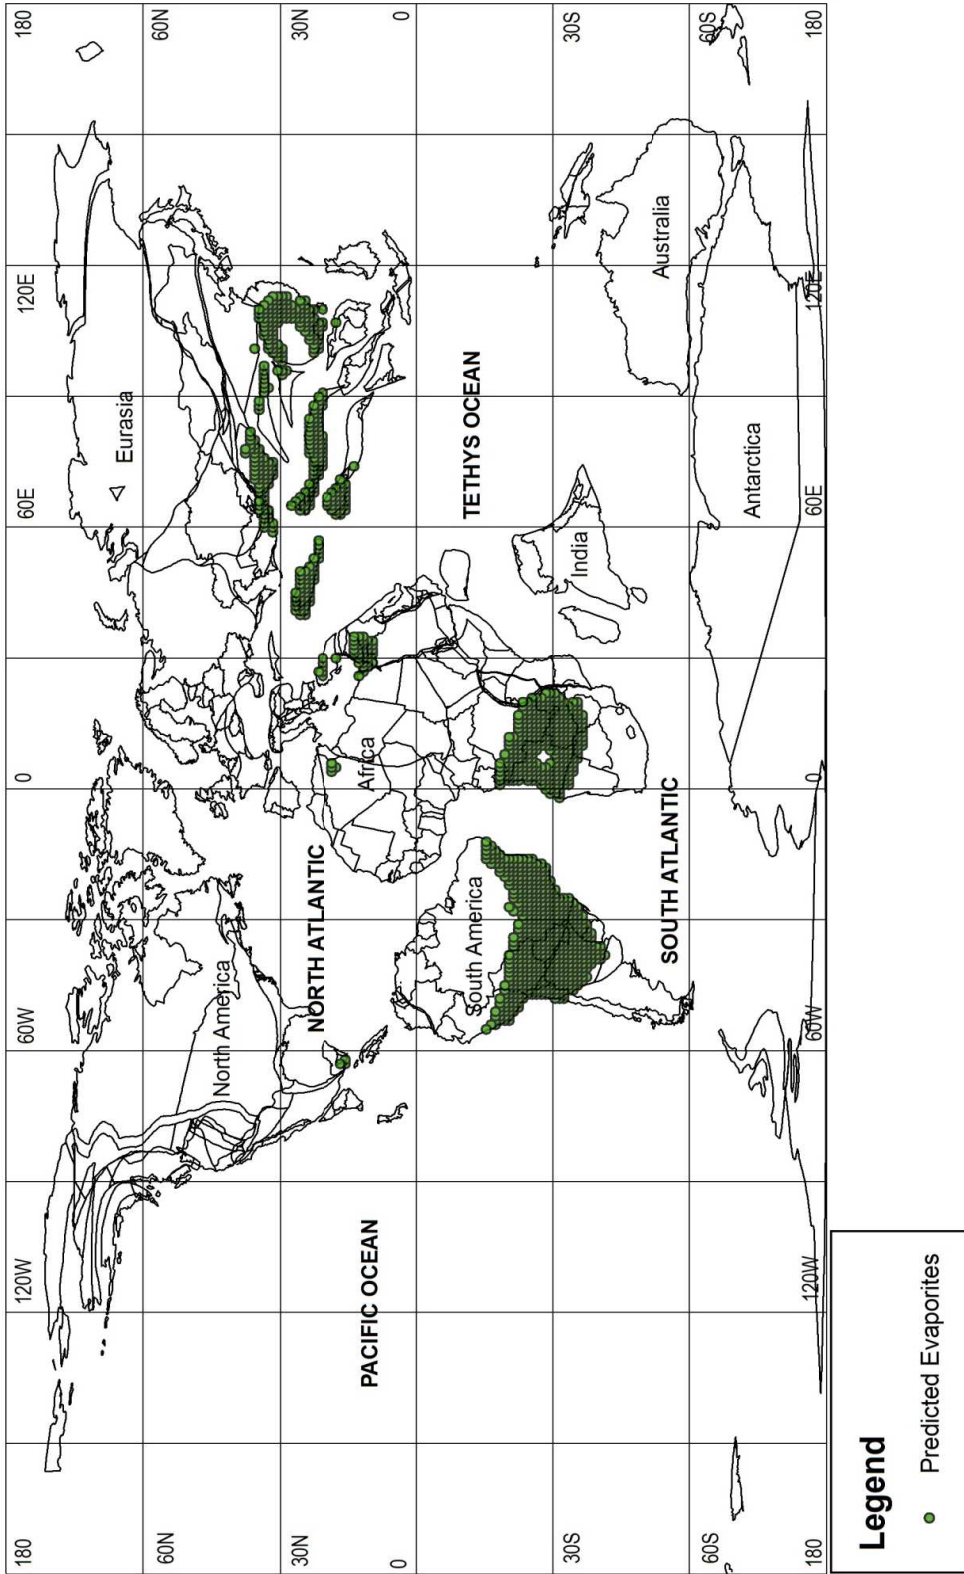 180 120W 60W 0 60E 120E 180
Eurasia
60N 60N
North America
30N 30N
NORTH ATLANTIC
PACIFIC OCEAN
Africa
0 0
South America
TETHYS OCEAN
30S 30S
India
SOUTH ATLANTIC
Australia
60S 60S
Antarctica
180 120W 60W 0 60E 120E 180
Legend
Predicted Evaporites